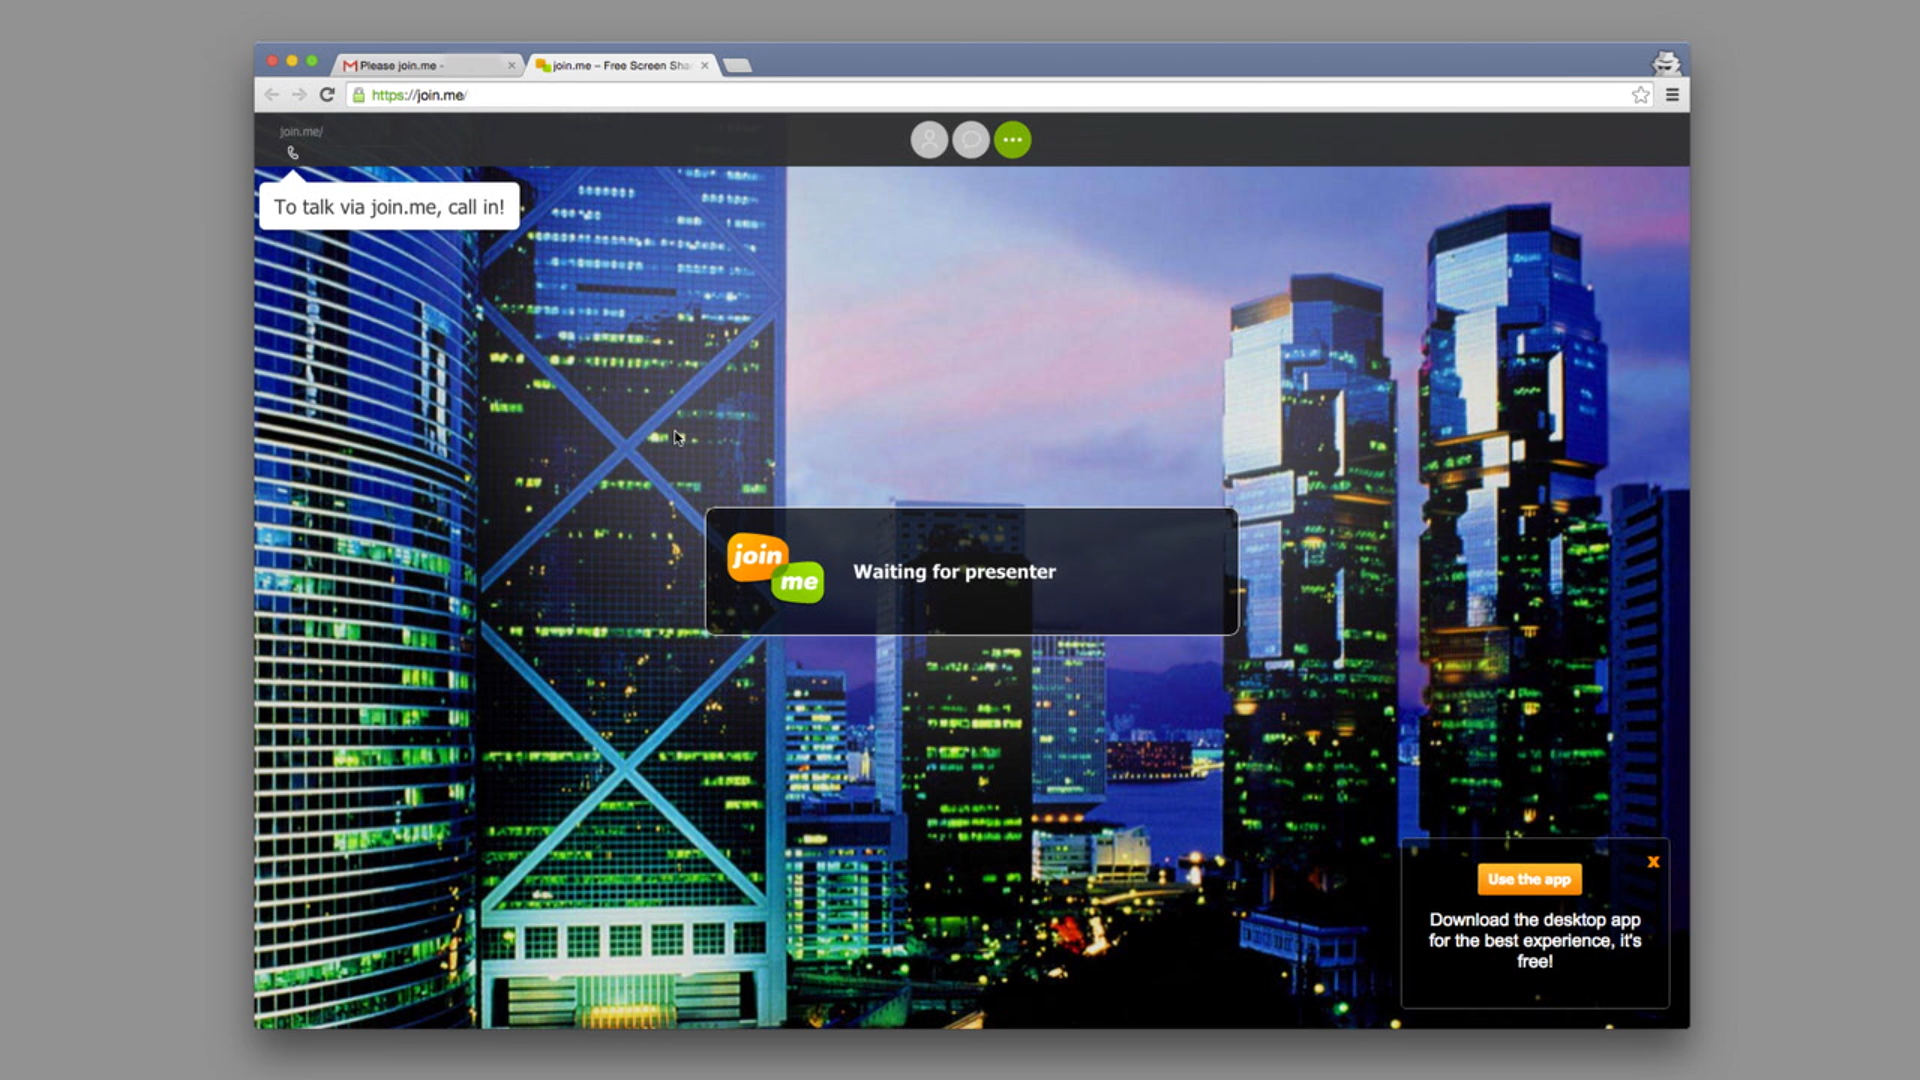 Please join.me -
join.me – Free Screen Sha
https://join.me/
join.me/
To talk via join.me, call in!
join
me
Waiting for presenter
x
Use the app
Download the desktop app
for the best experience, it's
free!